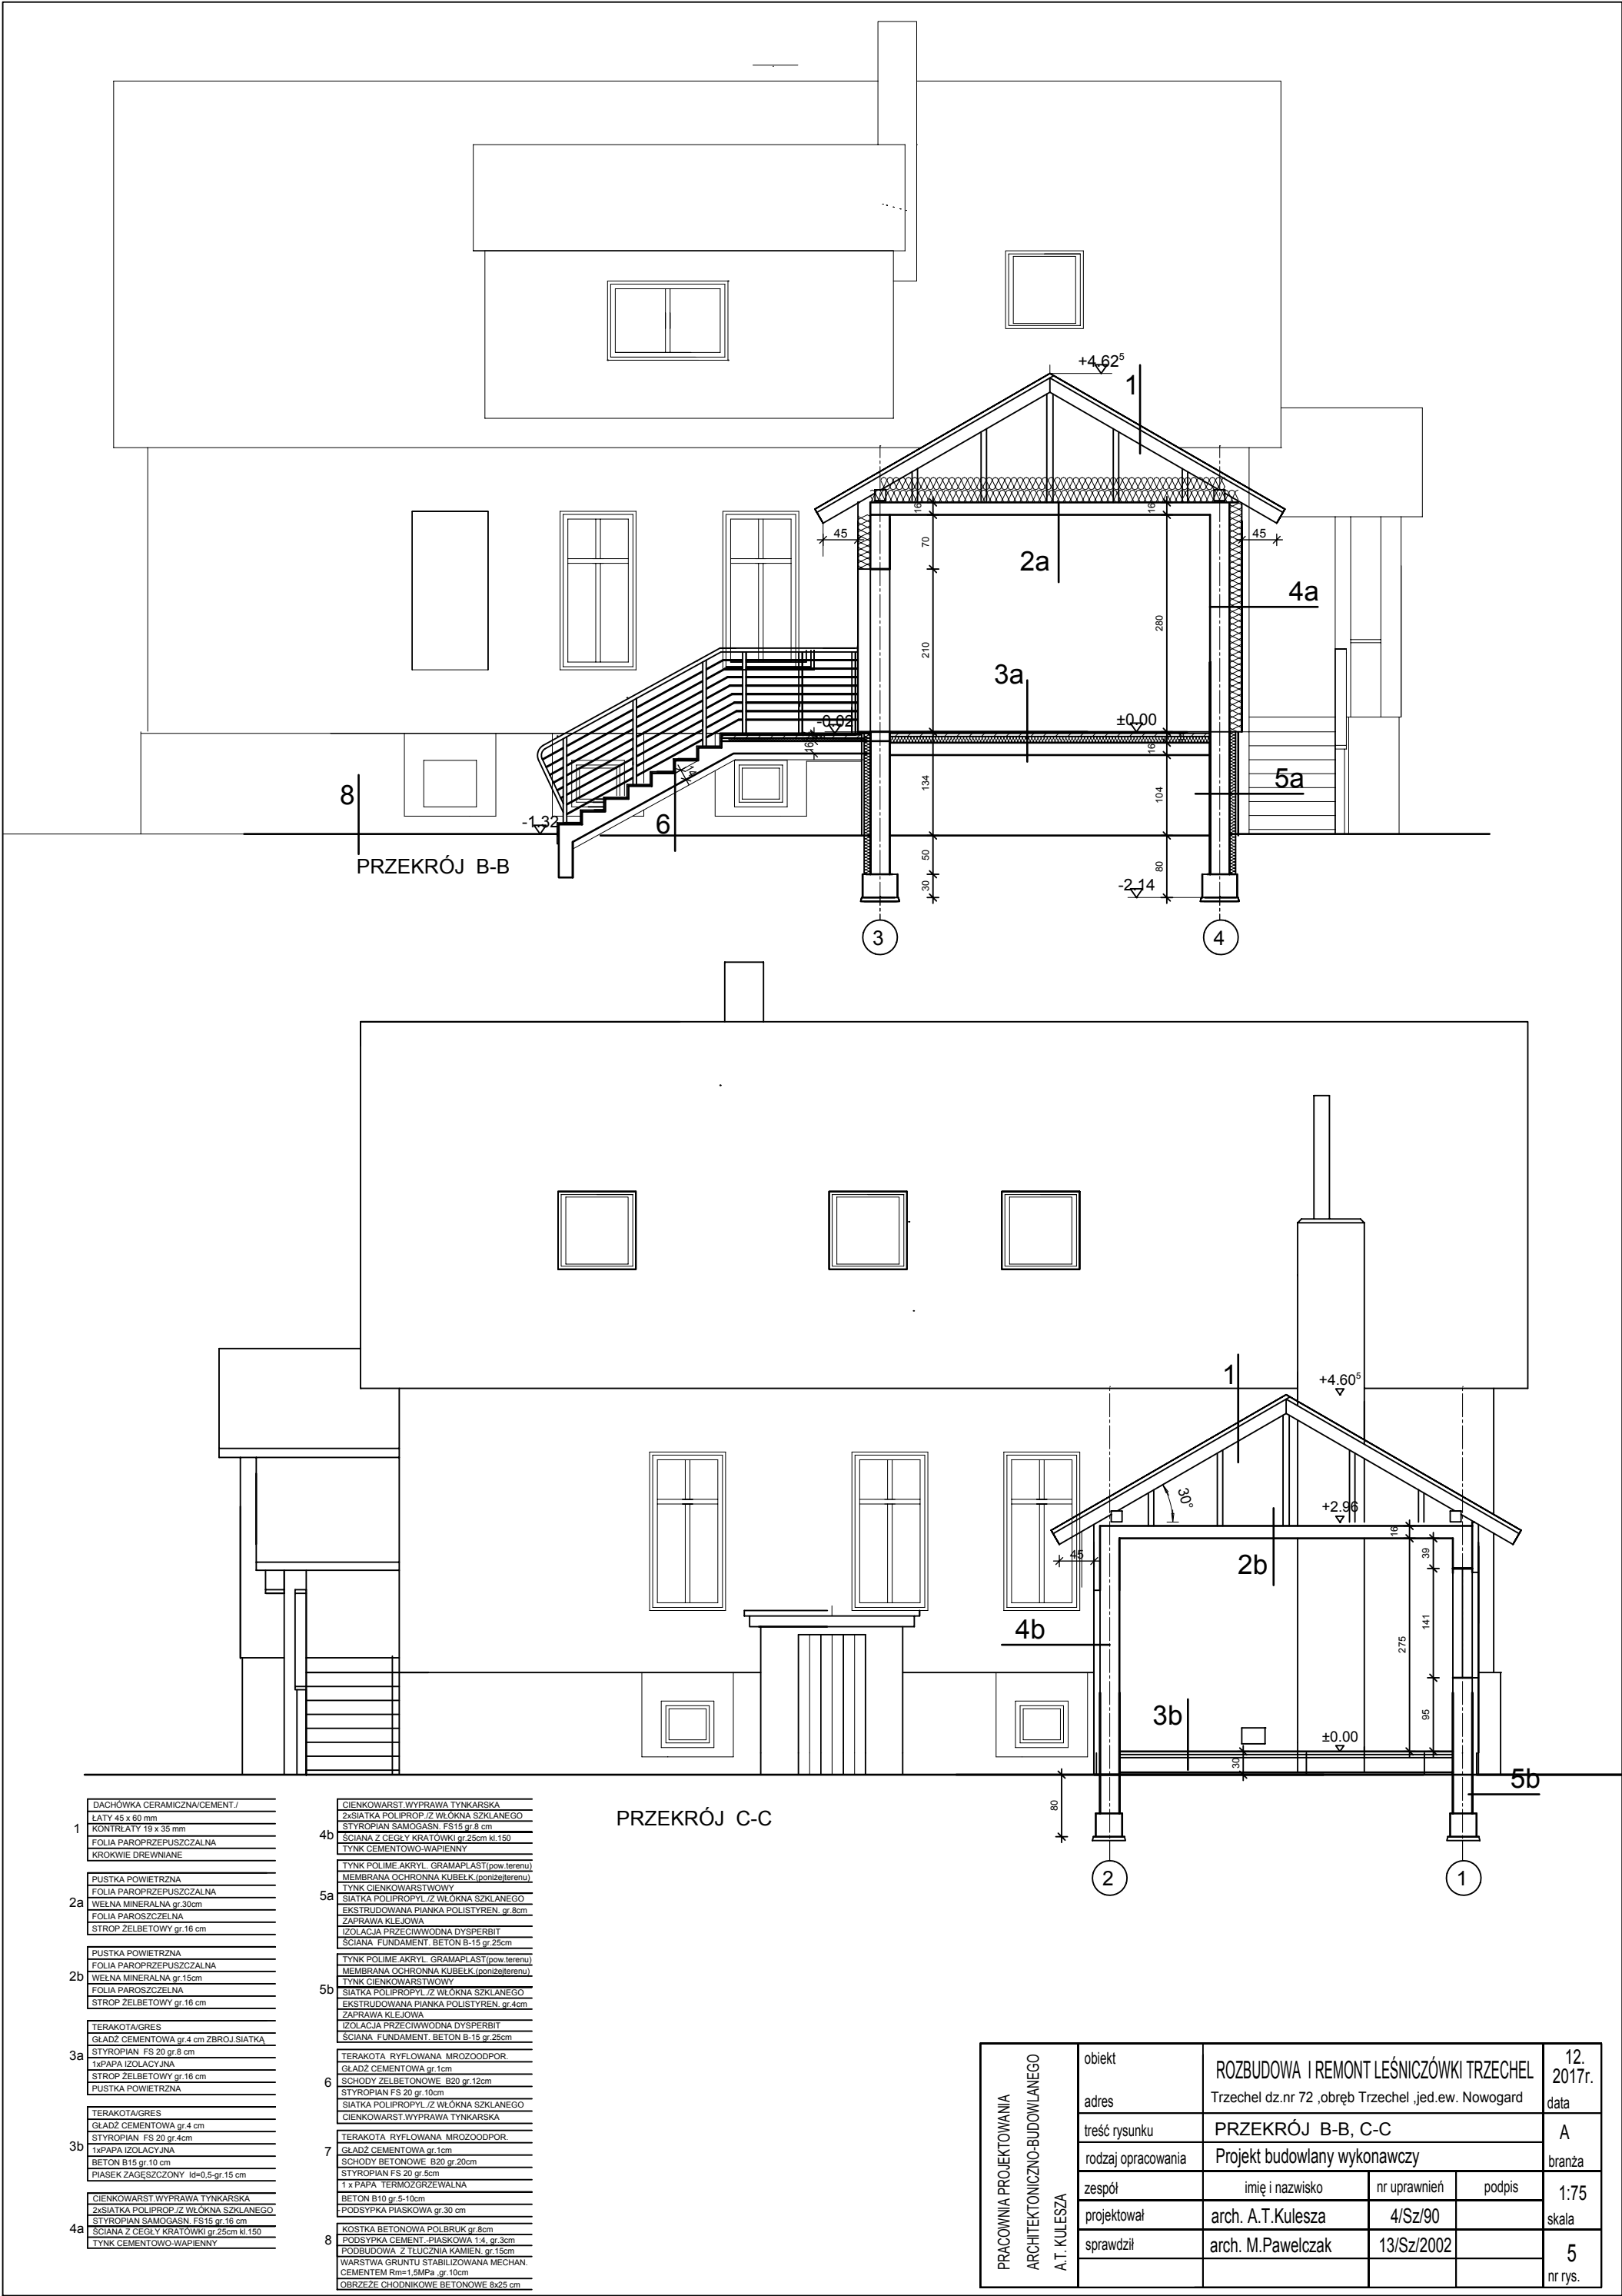 +4.62⁵
1
16
16
45
45
70
2a
4a
280
210
3a
-0.02
±0.00
16
16
134
104
5a
8
-1.32
6
PRZEKRÓJ B-B
50
80
30
-2.14
3
4
1
+4.60⁵
30°
+2.96
16
45
39
2b
141
4b
275
3b
95
±0.00
30
5b
80
PRZEKRÓJ C-C
2
1
1
DACHÓWKA CERAMICZNA/CEMENT./
ŁATY 45 x 60 mm
KONTRŁATY 19 x 35 mm
FOLIA PAROPRZEPUSZCZALNA
KROKWIE DREWNIANE
2a
PUSTKA POWIETRZNA
FOLIA PAROPRZEPUSZCZALNA
WEŁNA MINERALNA gr.30cm
FOLIA PAROSZCZELNA
STROP ŻELBETOWY gr.16 cm
2b
PUSTKA POWIETRZNA
FOLIA PAROPRZEPUSZCZALNA
WEŁNA MINERALNA gr.15cm
FOLIA PAROSZCZELNA
STROP ŻELBETOWY gr.16 cm
3a
TERAKOTA/GRES
GŁADŹ CEMENTOWA gr.4 cm ZBROJ.SIATKĄ
STYROPIAN FS 20 gr.8 cm
1xPAPA IZOLACYJNA
STROP ŻELBETOWY gr.16 cm
PUSTKA POWIETRZNA
3b
TERAKOTA/GRES
GŁADŹ CEMENTOWA gr.4 cm
STYROPIAN FS 20 gr.4cm
1xPAPA IZOLACYJNA
BETON B15 gr.10 cm
PIASEK ZAGĘSZCZONY Id=0,5-gr.15 cm
4a
CIENKOWARST.WYPRAWA TYNKARSKA
2xSIATKA POLIPROP./Z WŁÓKNA SZKLANEGO
STYROPIAN SAMOGASN. FS15 gr.16 cm
ŚCIANA Z CEGŁY KRATÓWKI gr.25cm kl.150
TYNK CEMENTOWO-WAPIENNY
4b
CIENKOWARST.WYPRAWA TYNKARSKA
2xSIATKA POLIPROP./Z WŁÓKNA SZKLANEGO
STYROPIAN SAMOGASN. FS15 gr.8 cm
ŚCIANA Z CEGŁY KRATÓWKI gr.25cm kl.150
TYNK CEMENTOWO-WAPIENNY
5a
TYNK POLIME.AKRYL. GRAMAPLAST(pow.terenu)
MEMBRANA OCHRONNA KUBEŁK.(poniżejterenu)
TYNK CIENKOWARSTWOWY
SIATKA POLIPROPYL./Z WŁÓKNA SZKLANEGO
EKSTRUDOWANA PIANKA POLISTYREN. gr.8cm
ZAPRAWA KLEJOWA
IZOLACJA PRZECIWWODNA DYSPERBIT
ŚCIANA FUNDAMENT. BETON B-15 gr.25cm
5b
TYNK POLIME.AKRYL. GRAMAPLAST(pow.terenu)
MEMBRANA OCHRONNA KUBEŁK.(poniżejterenu)
TYNK CIENKOWARSTWOWY
SIATKA POLIPROPYL./Z WŁÓKNA SZKLANEGO
EKSTRUDOWANA PIANKA POLISTYREN. gr.4cm
ZAPRAWA KLEJOWA
IZOLACJA PRZECIWWODNA DYSPERBIT
ŚCIANA FUNDAMENT. BETON B-15 gr.25cm
6
TERAKOTA RYFLOWANA MROZOODPOR.
GŁADŹ CEMENTOWA gr.1cm
SCHODY ZELBETONOWE B20 gr.12cm
STYROPIAN FS 20 gr.10cm
SIATKA POLIPROPYL./Z WŁÓKNA SZKLANEGO
CIENKOWARST.WYPRAWA TYNKARSKA
7
TERAKOTA RYFLOWANA MROZOODPOR.
GŁADŹ CEMENTOWA gr.1cm
SCHODY BETONOWE B20 gr.20cm
STYROPIAN FS 20 gr.5cm
1 x PAPA TERMOZGRZEWALNA
BETON B10 gr.5-10cm
PODSYPKA PIASKOWA gr.30 cm
8
KOSTKA BETONOWA POLBRUK gr.8cm
PODSYPKA CEMENT.-PIASKOWA 1:4, gr.3cm
PODBUDOWA Z TŁUCZNIA KAMIEN. gr.15cm
WARSTWA GRUNTU STABILIZOWANA MECHAN.
CEMENTEM Rm=1,5MPa ,gr.10cm
OBRZEŻE CHODNIKOWE BETONOWE 8x25 cm
PRACOWNIA PROJEKTOWANIA
ARCHITEKTONICZNO-BUDOWLANEGO
A.T. KULESZA
obiekt
ROZBUDOWA I REMONT LEŚNICZÓWKI TRZECHEL
12.
2017r.
adres
Trzechel dz.nr 72 ,obręb Trzechel ,jed.ew. Nowogard
data
treść rysunku
PRZEKRÓJ B-B, C-C
A
rodzaj opracowania
Projekt budowlany wykonawczy
branża
zespół
imię i nazwisko
nr uprawnień
podpis
1:75
projektował
arch. A.T.Kulesza
4/Sz/90
skala
sprawdził
arch. M.Pawelczak
13/Sz/2002
5
nr rys.